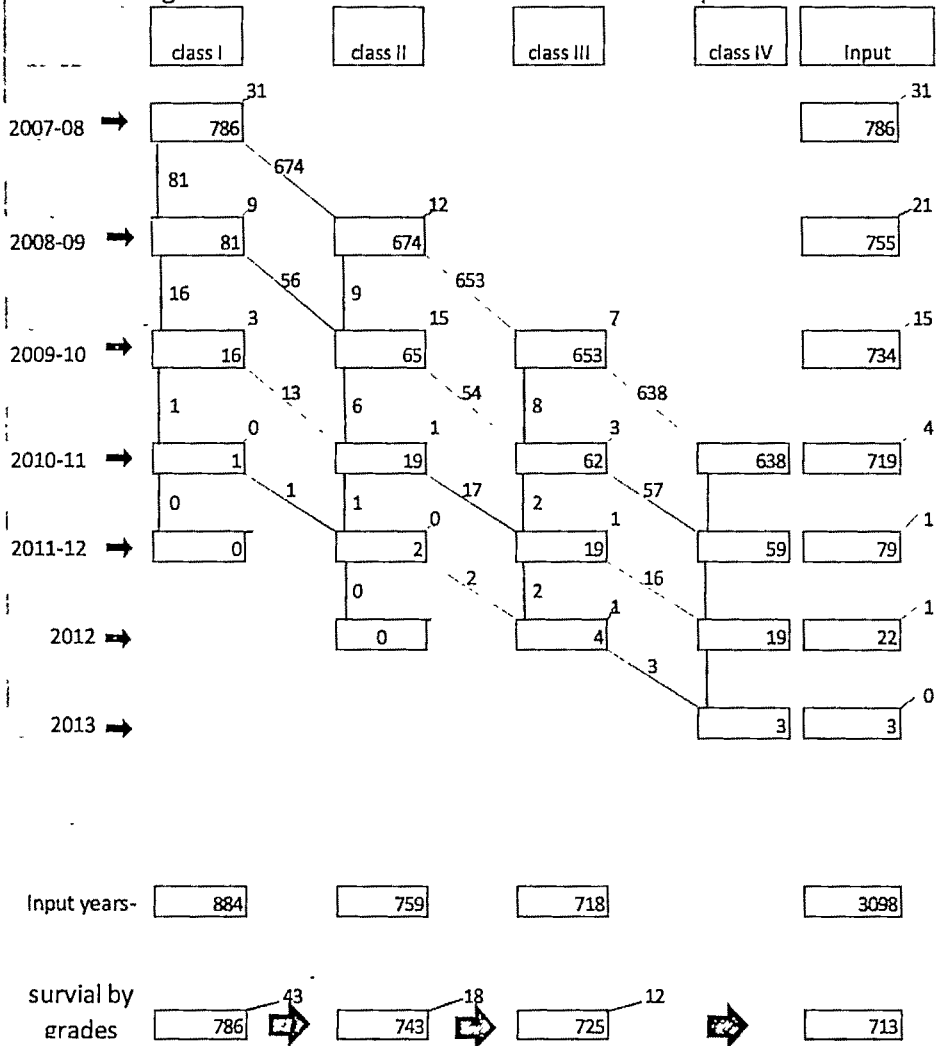 class I class II class III class IV Input
31 31
2007-08 786 786
81 674
9 12 21
2008-09 81 674 755
16 56 9 653
3 15 7 15
2009-10 16 65 653 734
1 13 6 54 8 638
0 1 3 4
2010-11 1 19 62 638 719
0 1 1 17 2 57
0 1 1
2011-12 0 2 19 59 79
0 2 2 16
1 1
2012 0 4 19 22
3
0
2013 3 3
Input years- 884 759 718 3098
survial by
43 18 12
grades 786 743 725 713